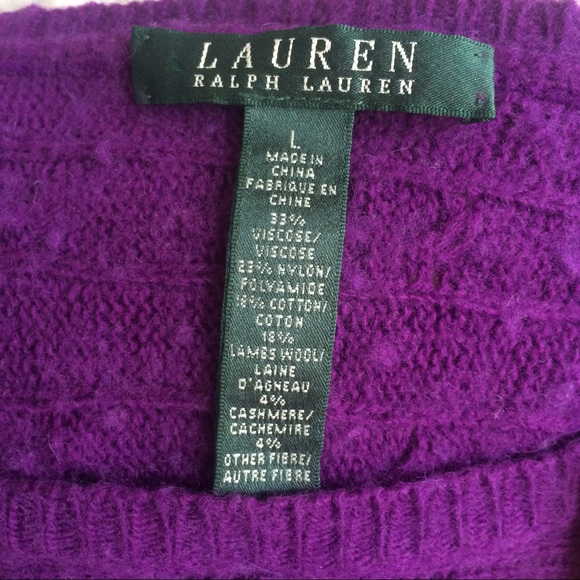 LAUREN
RALPH LAUREN
L
MADE IN
CHINA
FABRIQUE EN
CHINE
33%
VISCOSE/
VISCOSE
23% NYLON/
POLYAMIDE
18% COTTON/
COTON
18%
LAMBS WOOL/
LAINE
D'AGNEAU
4%
CASHMERE/
CACHEMIRE
4%
OTHER FIBRE/
AUTRE FIBRE